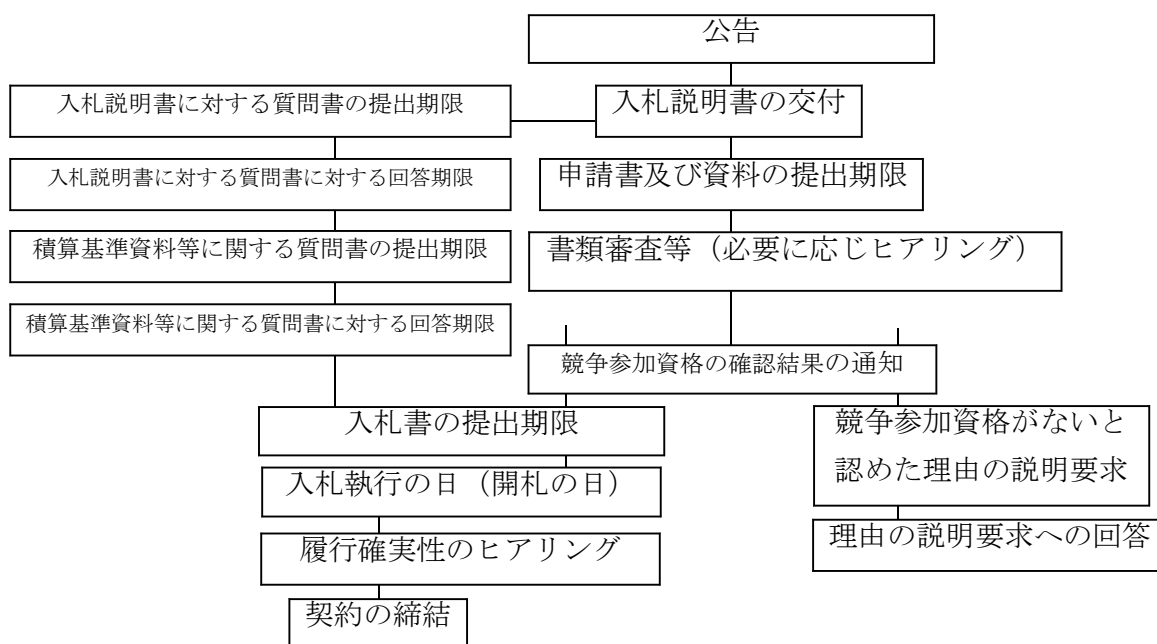 公告
入札説明書に対する質問書の提出期限
入札説明書の交付
入札説明書に対する質問書に対する回答期限
申請書及び資料の提出期限
積算基準資料等に関する質問書の提出期限
書類審査等（必要に応じヒアリング）
積算基準資料等に関する質問書に対する回答期限
競争参加資格の確認結果の通知
入札書の提出期限
競争参加資格がないと
認めた理由の説明要求
入札執行の日（開札の日）
理由の説明要求への回答
履行確実性のヒアリング
契約の締結